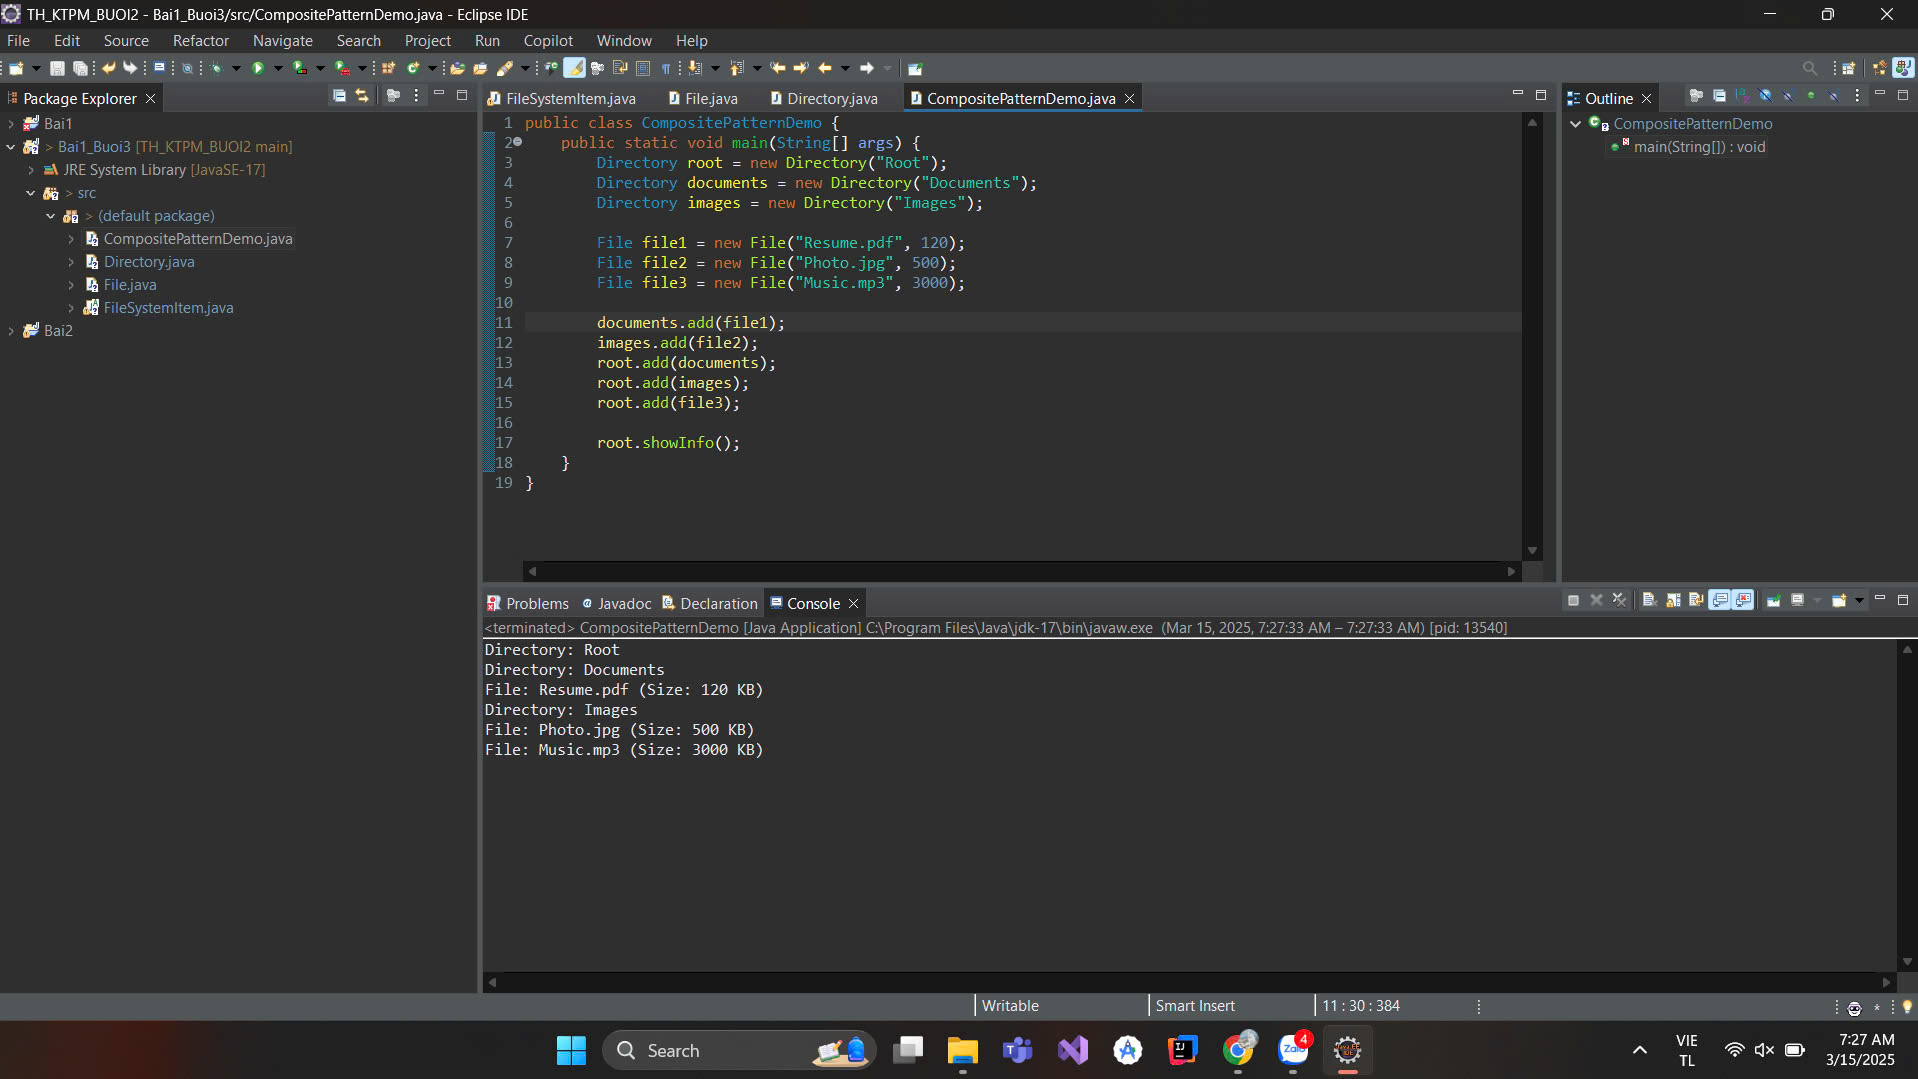 TH_KTPM_BUOI2 - Bai1_Buoi3/src/CompositePatternDemo.java - Eclipse IDE
File Edit Source Refactor Navigate Search Project Run Copilot Window Help
Package Explorer
Bai1
> Bai1_Buoi3 [TH_KTPM_BUOI2 main]
JRE System Library [JavaSE-17]
> src
> (default package)
CompositePatternDemo.java
Directory.java
File.java
FileSystemItem.java
Bai2
FileSystemItem.java File.java Directory.java CompositePatternDemo.java
1 public class CompositePatternDemo {
2 public static void main(String[] args) {
3 Directory root = new Directory("Root");
4 Directory documents = new Directory("Documents");
5 Directory images = new Directory("Images");
6
7 File file1 = new File("Resume.pdf", 120);
8 File file2 = new File("Photo.jpg", 500);
9 File file3 = new File("Music.mp3", 3000);
10
11 documents.add(file1);
12 images.add(file2);
13 root.add(documents);
14 root.add(images);
15 root.add(file3);
16
17 root.showInfo();
18 }
19 }
Outline
CompositePatternDemo
main(String[]) : void
Problems @ Javadoc Declaration Console
<terminated> CompositePatternDemo [Java Application] C:\Program Files\Java\jdk-17\bin\javaw.exe (Mar 15, 2025, 7:27:33 AM – 7:27:33 AM) [pid: 13540]
Directory: Root
Directory: Documents
File: Resume.pdf (Size: 120 KB)
Directory: Images
File: Photo.jpg (Size: 500 KB)
File: Music.mp3 (Size: 3000 KB)
Writable Smart Insert 11 : 30 : 384
Search
Zalo
4
VIE
TL
7:27 AM
3/15/2025